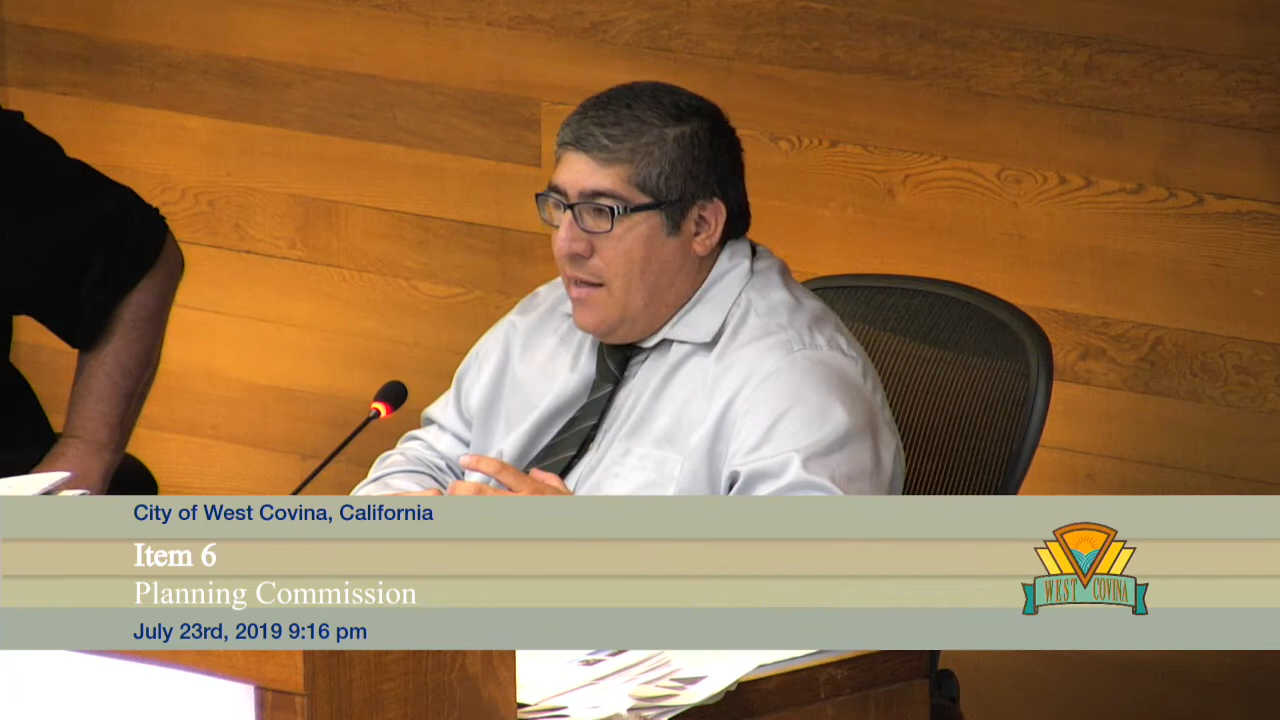 City of West Covina, California
Item 6
Planning Commission
July 23rd, 2019 9:16 pm
WEST COVINA